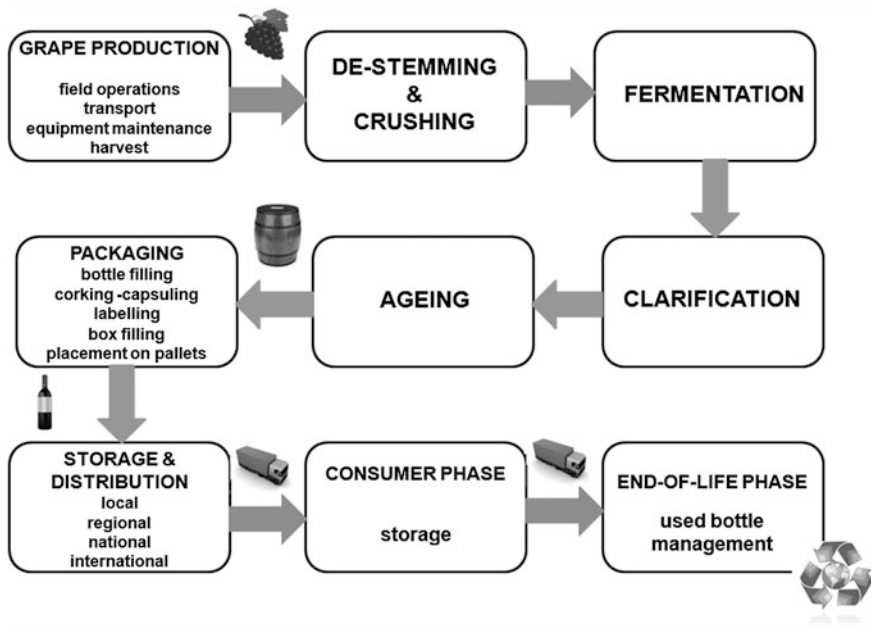 GRAPE PRODUCTION
field operations
transport
equipment maintenance
harvest
DE-STEMMING
&
CRUSHING
FERMENTATION
PACKAGING
bottle filling
corking -capsuling
labelling
box filling
placement on pallets
AGEING
CLARIFICATION
STORAGE &
DISTRIBUTION
local
regional
national
international
CONSUMER PHASE
storage
END-OF-LIFE PHASE
used bottle
management